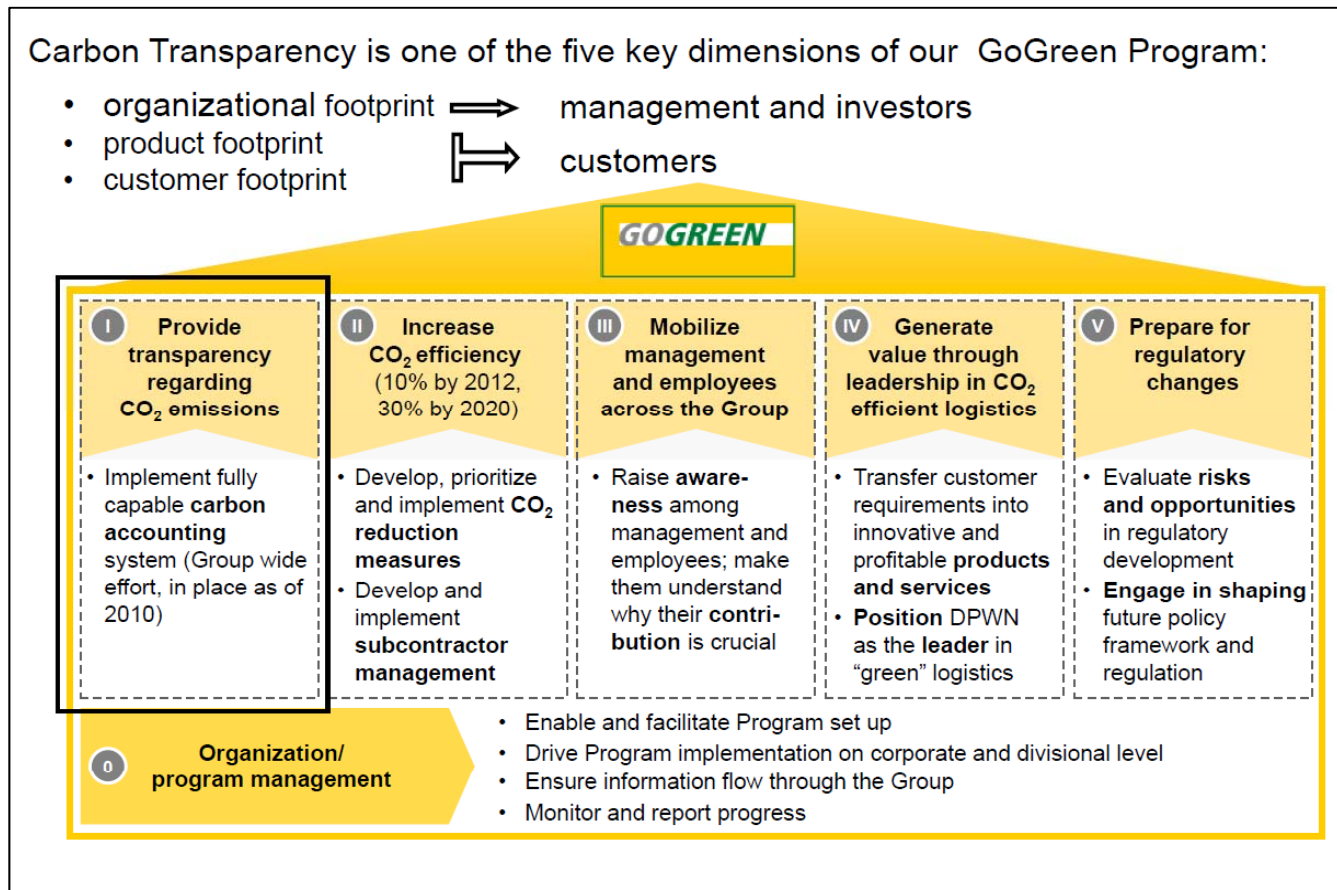 Carbon Transparency is one of the five key dimensions of our GoGreen Program:
• organizational footprint
management and investors
• product footprint
• customer footprint
customers
GOGREEN
I
Provide
transparency
regarding
CO₂ emissions
• Implement fully
capable carbon
accounting
system (Group wide
effort, in place as of
2010)
II
Increase
CO₂ efficiency
(10% by 2012,
30% by 2020)
• Develop, prioritize
and implement CO₂
reduction
measures
• Develop and
implement
subcontractor
management
III
Mobilize
management
and employees
across the Group
• Raise aware-
ness among
management and
employees; make
them understand
why their contri-
bution is crucial
IV
Generate
value through
leadership in CO₂
efficient logistics
• Transfer customer
requirements into
innovative and
profitable products
and services
• Position DPWN
as the leader in
“green” logistics
V
Prepare for
regulatory
changes
• Evaluate risks
and opportunities
in regulatory
development
• Engage in shaping
future policy
framework and
regulation
0
Organization/
program management
• Enable and facilitate Program set up
• Drive Program implementation on corporate and divisional level
• Ensure information flow through the Group
• Monitor and report progress